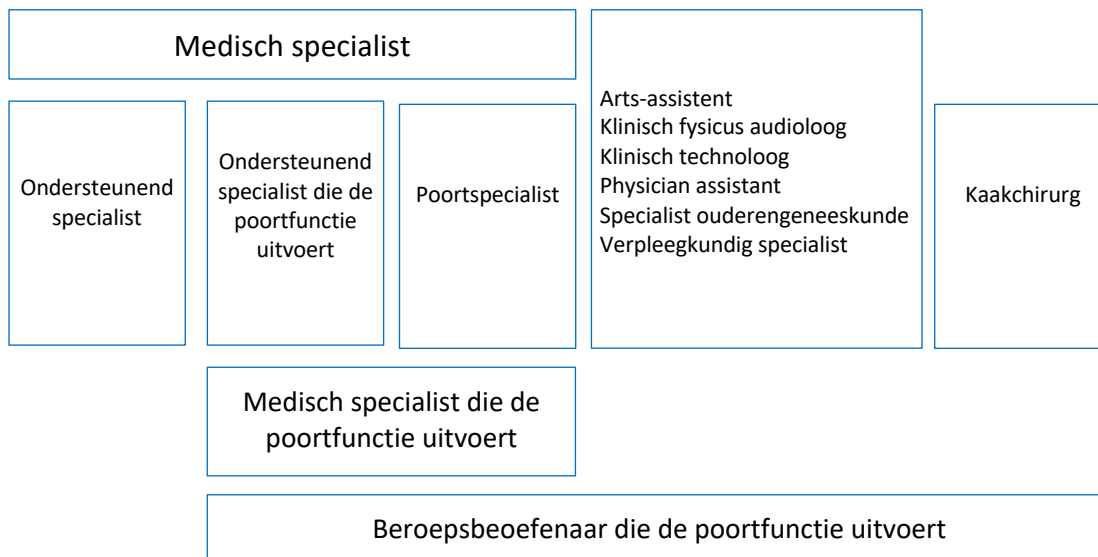 Medisch specialist
Ondersteunend
specialist
Ondersteunend
specialist die de
poortfunctie
uitvoert
Poortspecialist
Arts-assistent
Klinisch fysicus audioloog
Klinisch technoloog
Physician assistant
Specialist ouderengeneeskunde
Verpleegkundig specialist
Kaakchirurg
Medisch specialist die de
poortfunctie uitvoert
Beroepsbeoefenaar die de poortfunctie uitvoert